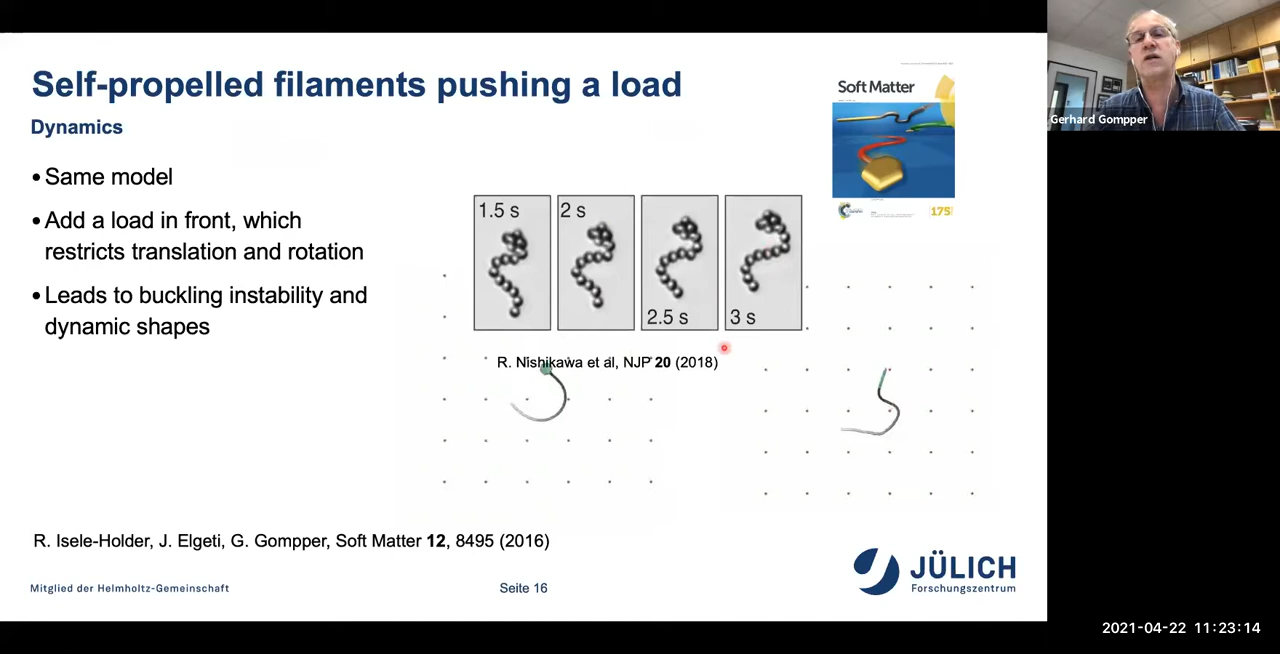 Self-propelled filaments pushing a load
Dynamics
• Same model
• Add a load in front, which
restricts translation and rotation
• Leads to buckling instability and
dynamic shapes
1.5 s
2 s
2.5 s
3 s
R. Nishikawa et al, NJP 20 (2018)
Soft Matter
175
R. Isele-Holder, J. Elgeti, G. Gompper, Soft Matter 12, 8495 (2016)
Mitglied der Helmholtz-Gemeinschaft
Seite 16
JÜLICH
Forschungszentrum
Gerhard Gompper
2021-04-22 11:23:14